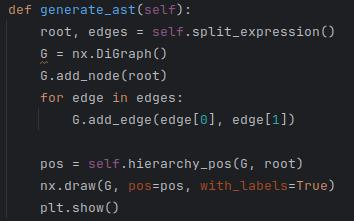 def generate_ast(self):
    root, edges = self.split_expression()
    G = nx.DiGraph()
    G.add_node(root)
    for edge in edges:
        G.add_edge(edge[0], edge[1])

    pos = self.hierarchy_pos(G, root)
    nx.draw(G, pos=pos, with_labels=True)
    plt.show()